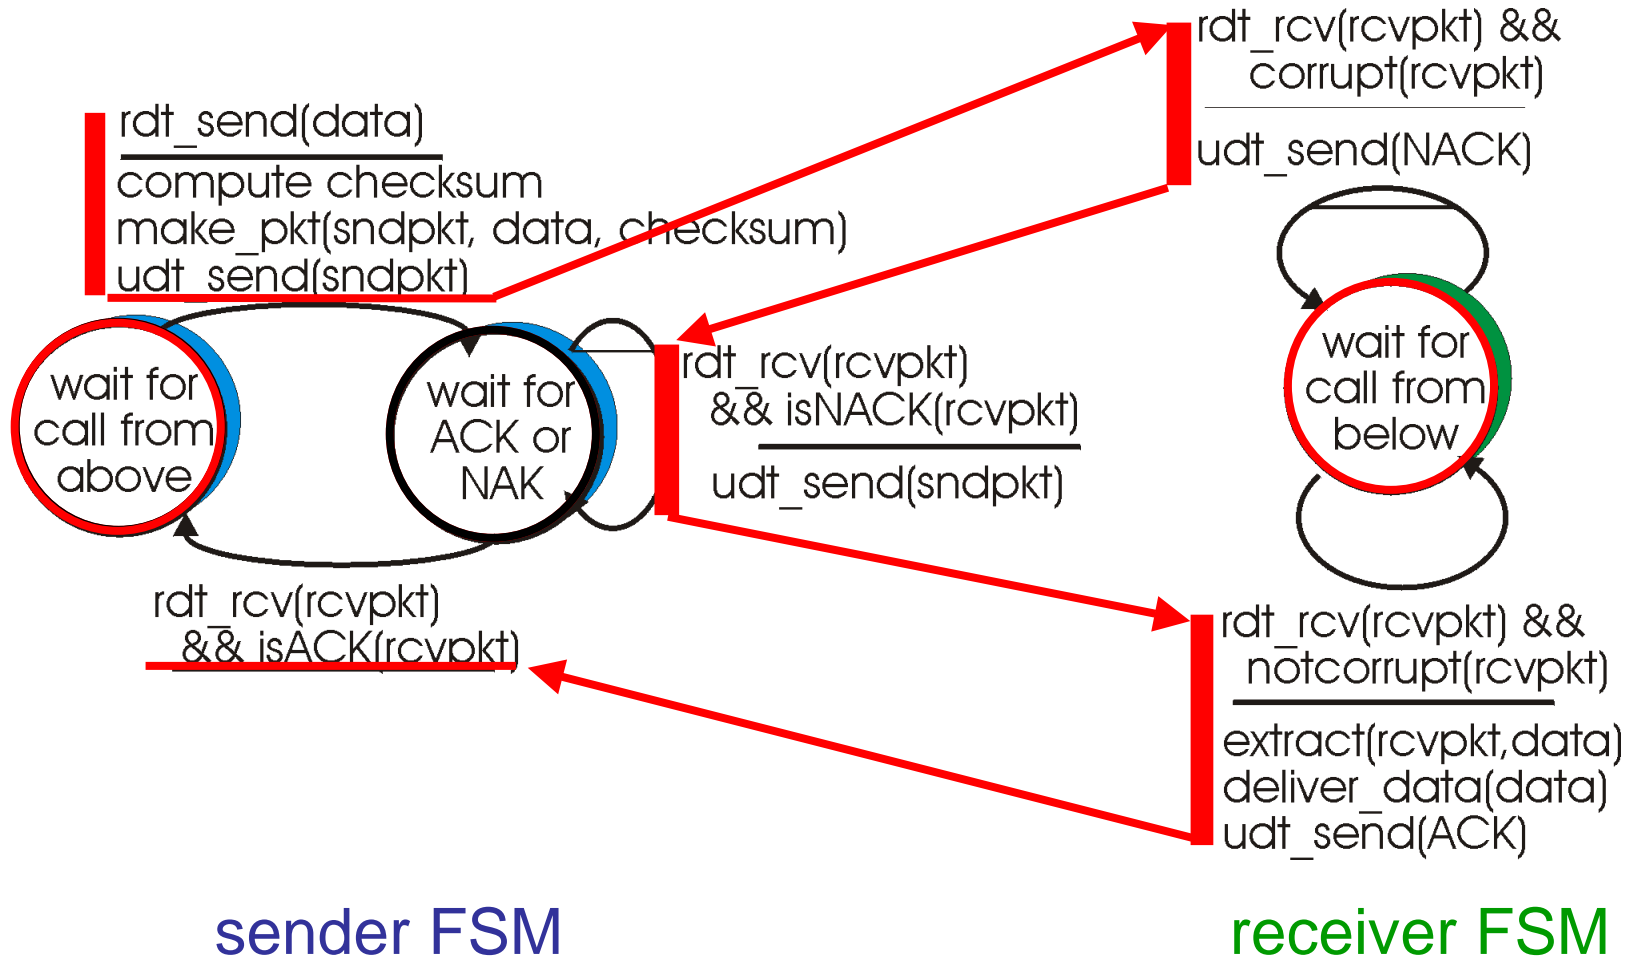 rdt_send(data)
compute checksum
make_pkt(sndpkt, data, checksum)
udt_send(sndpkt)
wait for
call from
above
wait for
ACK or
NAK
rdt_rcv(rcvpkt)
&& isNACK(rcvpkt)
udt_send(sndpkt)
rdt_rcv(rcvpkt)
&& isACK(rcvpkt)
sender FSM
rdt_rcv(rcvpkt) &&
corrupt(rcvpkt)
udt_send(NACK)
wait for
call from
below
rdt_rcv(rcvpkt) &&
notcorrupt(rcvpkt)
extract(rcvpkt,data)
deliver_data(data)
udt_send(ACK)
receiver FSM